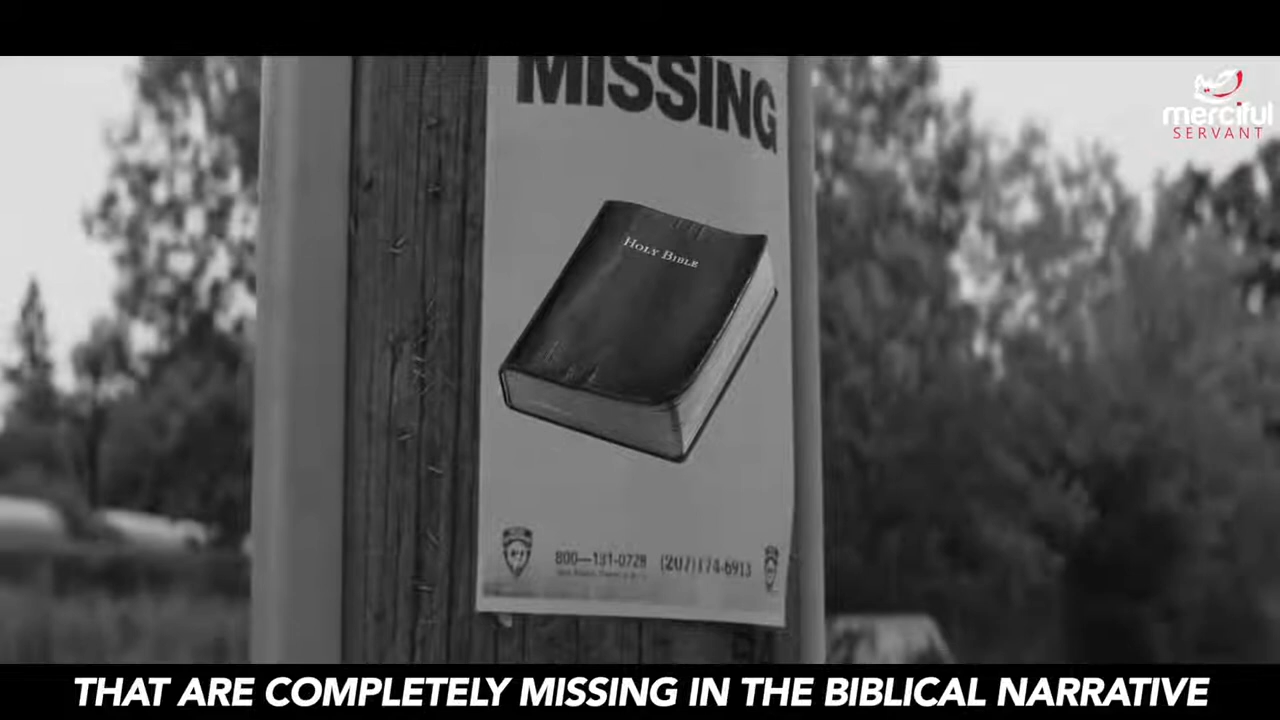 MISSING
merciful
SERVANT
HOLY BIBLE
800—131-0728 (207)174-6913
THAT ARE COMPLETELY MISSING IN THE BIBLICAL NARRATIVE